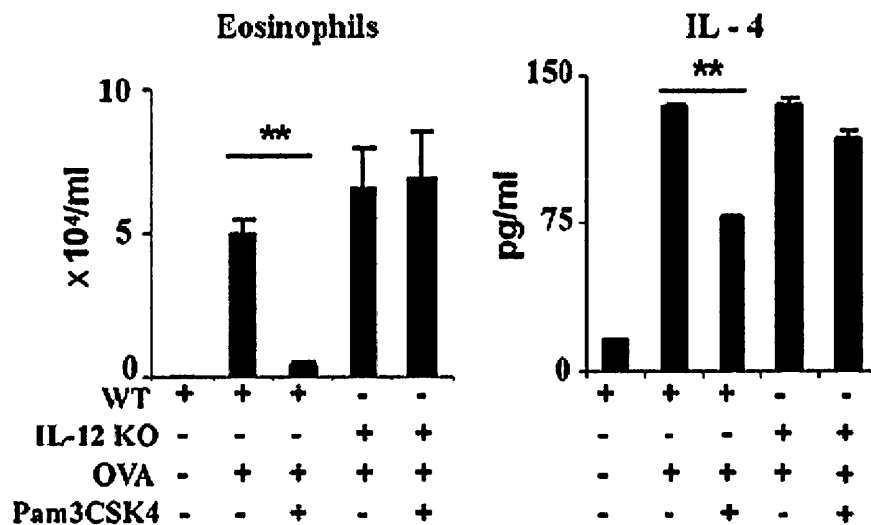 Eosinophils
IL - 4
10
**
5
0
x 10⁴/ml
150
**
75
0
pg/ml
WT + + + - - + + + - -
IL-12 KO - - - + + - - - + +
OVA - + + + + - + + + +
Pam3CSK4 - - + - + - - + - +